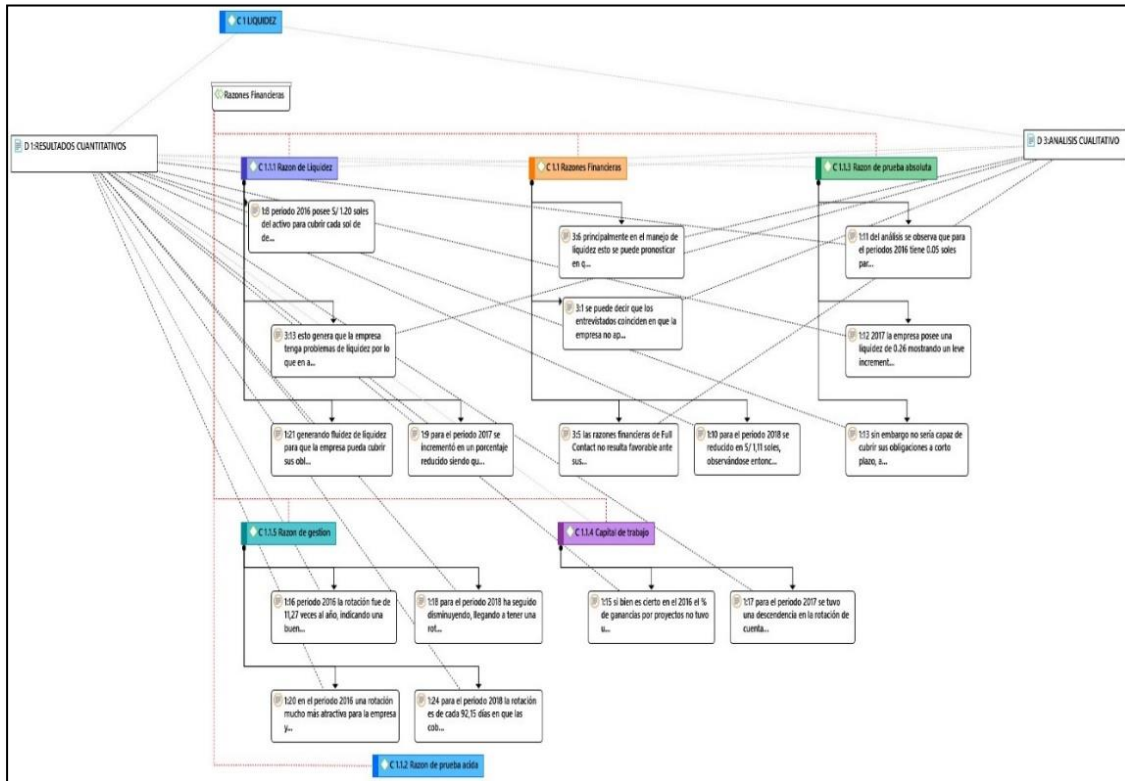 C 1 LIQUIDEZ
Razones Financieras
D 1:RESULTADOS CUANTITATIVOS
D 3:ANALISIS CUALITATIVO
C 1.1.1 Razon de Liquidez
C 1.1 Razones Financieras
C 1.1.3 Razon de prueba absoluta
1:8 periodo 2016 posee S/ 1.20 soles
del activo para cubrir cada sol de
de...
3:6 principalmente en el manejo de
liquidez esto se puede pronosticar
en q...
1:11 del análisis se observa que para
el periodos 2016 tiene 0.05 soles
par...
3:1 se puede decir que los
entrevistados coinciden en que la
empresa no ap...
3:13 esto genera que la empresa
tenga problemas de liquidez por lo
que en a...
1:12 2017 la empresa posee una
liquidez de 0.26 mostrando un leve
increment...
1:21 generando fluidez de liquidez
para que la empresa pueda cubrir
sus obl...
1:9 para el periodo 2017 se
incrementó en un porcentaje
reducido siendo qu...
3:5 las razones financieras de Full
Contact no resulta favorable ante
sus...
1:10 para el periodo 2018 se
reducido en S/ 1,11 soles,
observándose entonc...
1:13 sin embargo no sería capaz de
cubrir sus obligaciones a corto
plazo, a...
C 1.1.5 Razon de gestion
C 1.1.4 Capital de trabajo
1:16 periodo 2016 la rotación fue de
11,27 veces al año, indicando una
buen...
1:18 para el periodo 2018 ha seguido
disminuyendo, llegando a tener una
rot...
1:15 si bien es cierto en el 2016 el %
de ganancias por proyectos no tuvo
u...
1:17 para el periodo 2017 se tuvo
una descendencia en la rotación de
cuenta...
1:20 en el periodo 2016 una rotación
mucho más atractiva para la empresa
y...
1:24 para el periodo 2018 la rotación
es de cada 92,15 días en que las
cob...
C 1.1.2 Razon de prueba acida